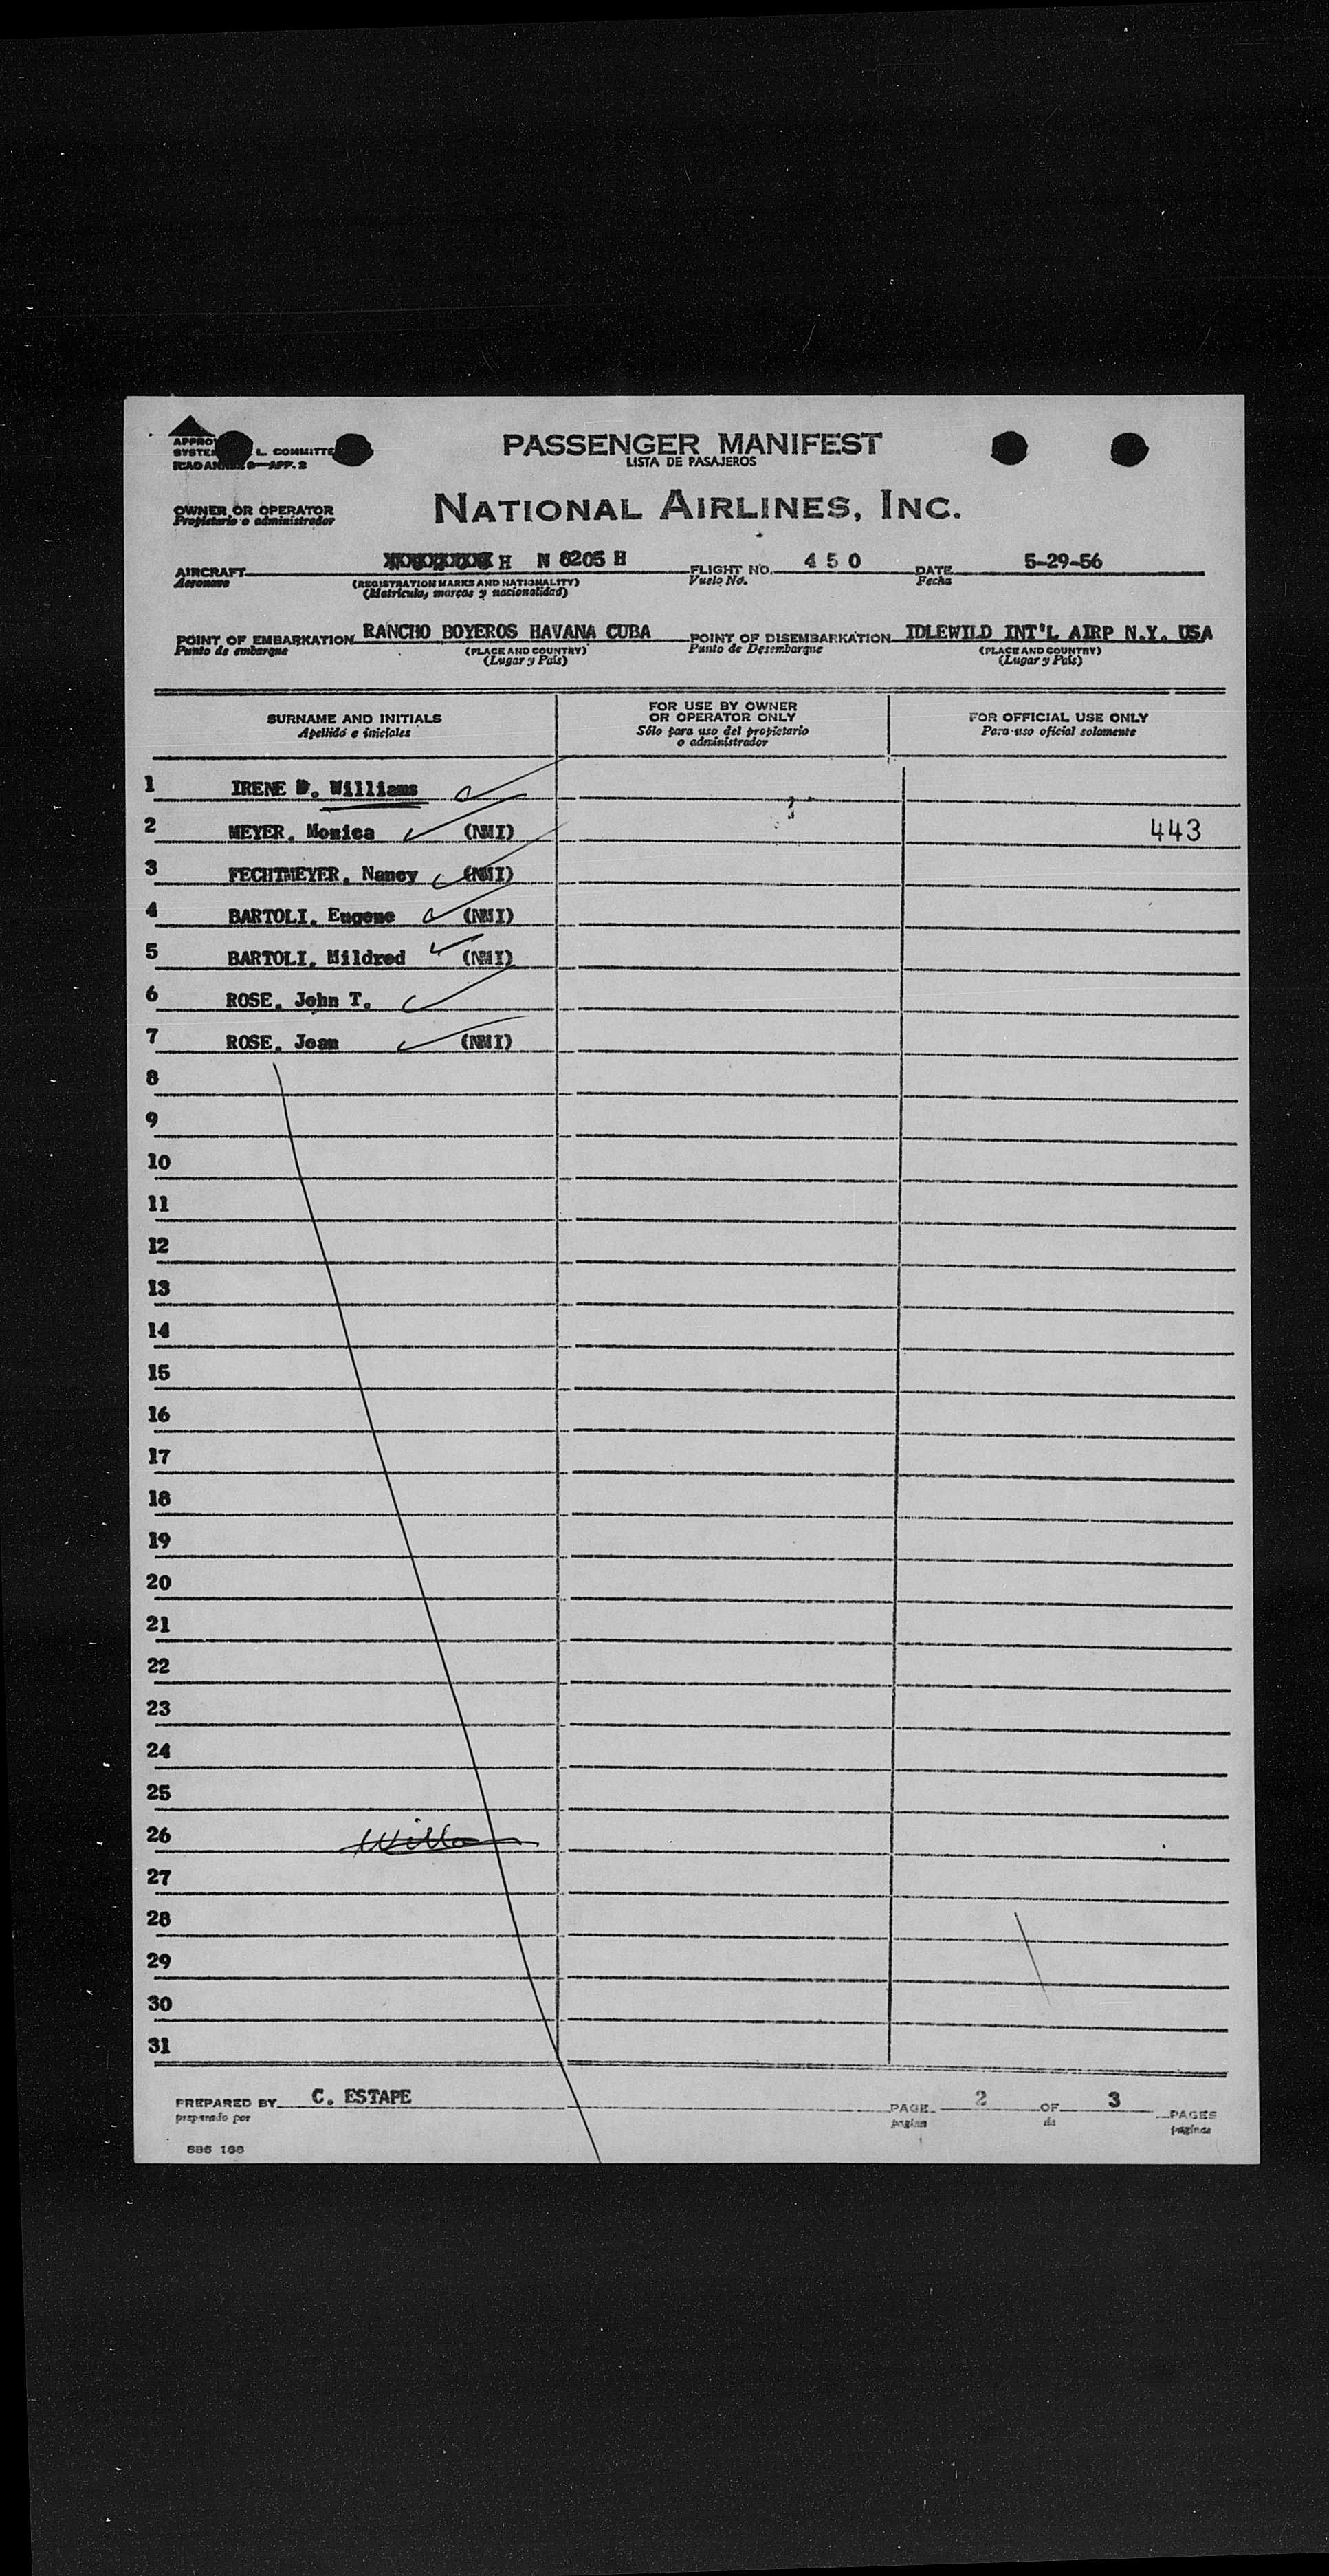 PASSENGER MANIFEST
LISTA DE PASAJEROS
L. COMMITTE
APP. 2
OWNER OR OPERATOR
Propietario o administrador
NATIONAL AIRLINES, INC.
AIRCRAFT H N 8205 H FLIGHT NO. 4 5 0 DATE 5-29-56
Aeronave (REGISTRATION MARKS AND NATIONALITY) Vuelo No. Fecha
(Matricula, marcas y nacionalidad)
POINT OF EMBARKATION RANCHO BOYEROS HAVANA CUBA POINT OF DISEMBARKATION IDLEWILD INT'L AIRP N.Y. USA
Punto de embarque (PLACE AND COUNTRY) Punto de Desembarque (PLACE AND COUNTRY)
(Lugar y País) (Lugar y País)
SURNAME AND INITIALS
Apellido e iniciales
FOR USE BY OWNER
OR OPERATOR ONLY
Sólo para uso del propietario
o administrador
FOR OFFICIAL USE ONLY
Para uso oficial solamente
1 IRENE D. Williams
2 MEYER. Monica (NMI) 443
3 FECHTMEYER. Nancy (NMI)
4 BARTOLI. Eugene (NMI)
5 BARTOLI. Mildred (NMI)
6 ROSE. John T.
7 ROSE. Joan (NMI)
8
9
10
11
12
13
14
15
16
17
18
19
20
21
22
23
24
25
26
27
28
29
30
31
PREPARED BY C. ESTAPE PAGE 2 OF 3 PAGES
preparado por pagina de paginas